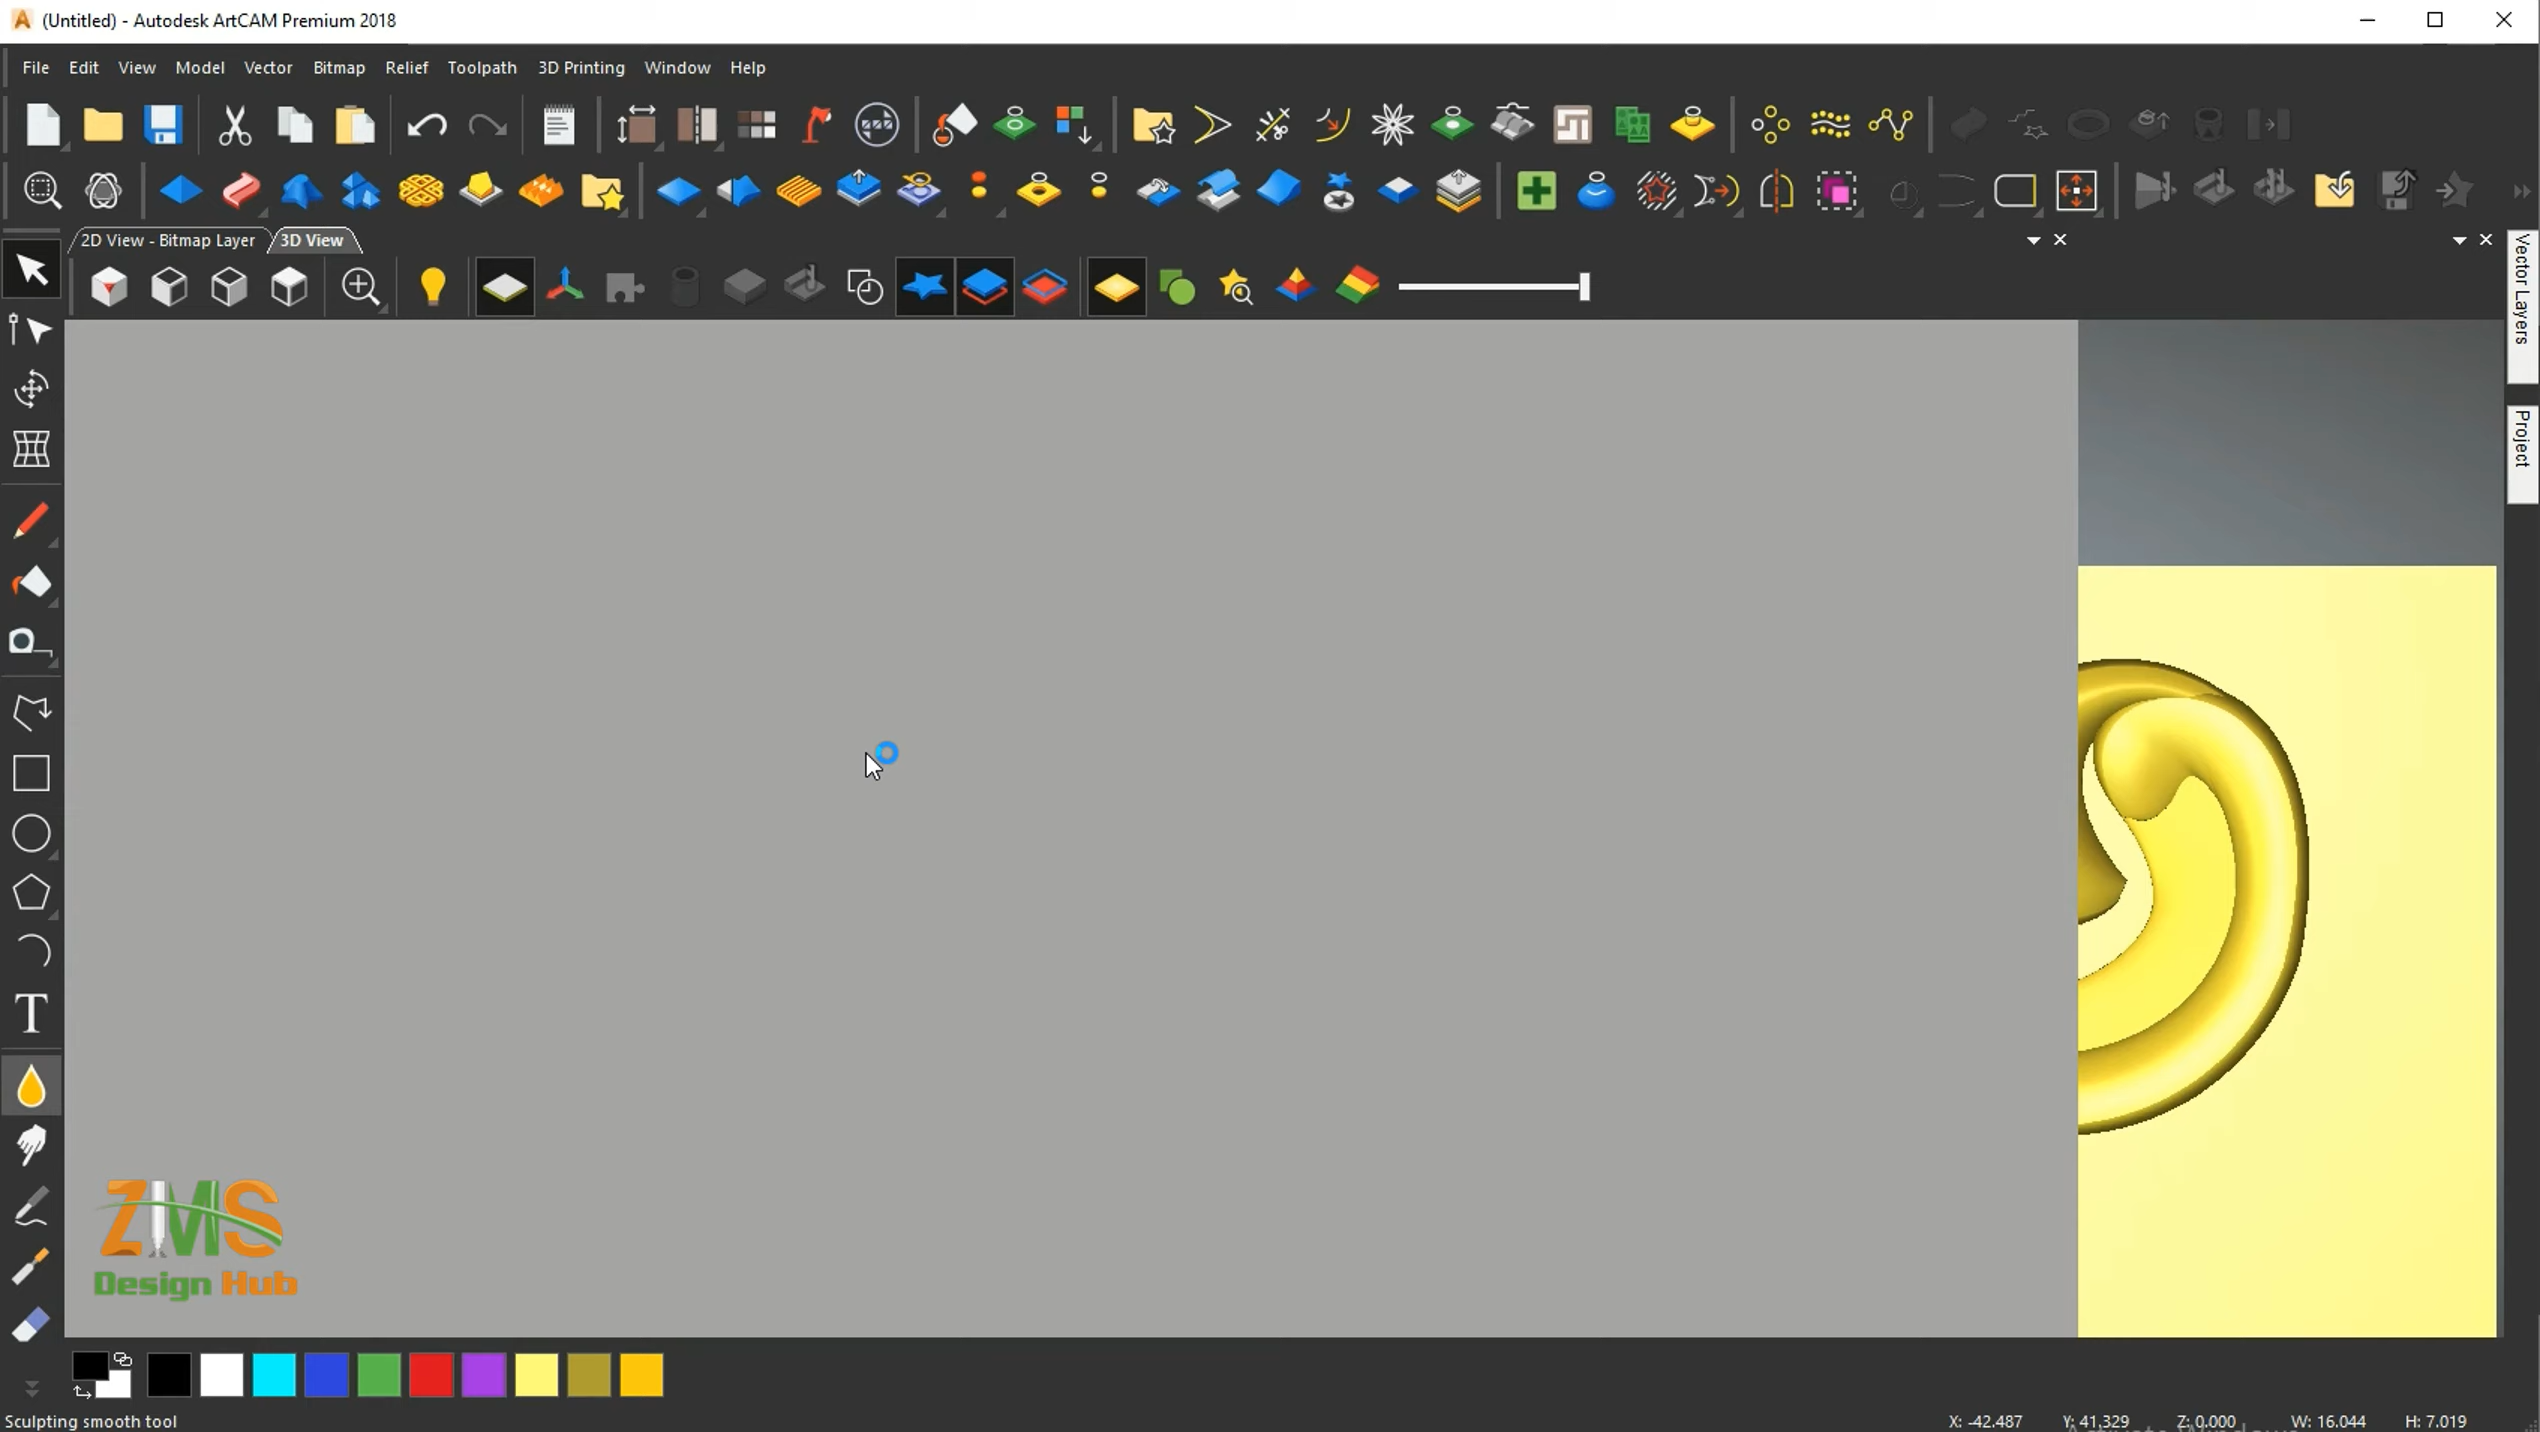 (Untitled) - Autodesk ArtCAM Premium 2018
File Edit View Model Vector Bitmap Relief Toolpath 3D Printing Window Help
2D View - Bitmap Layer 3D View
Vector Layers
Project
T
ZMS
Design Hub
Sculpting smooth tool X: -42.487 Y: 41.329 Z: 0.000 W: 16.044 H: 7.019